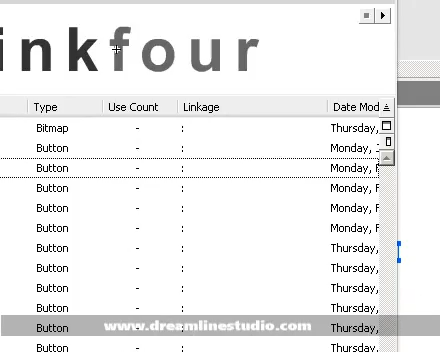 inkfour
Type Use Count Linkage Date Mod
Bitmap - : Thursday,
Button - : Monday, J
Button - : Monday, F
Button - : Monday, F
Button - : Monday, F
Button - : Monday, F
Button - : Thursday,
Button - : Thursday,
Button - : Thursday,
Button - : Thursday,
Button - : Thursday,
www.dreamlinestudio.com
Button - : Thursday,